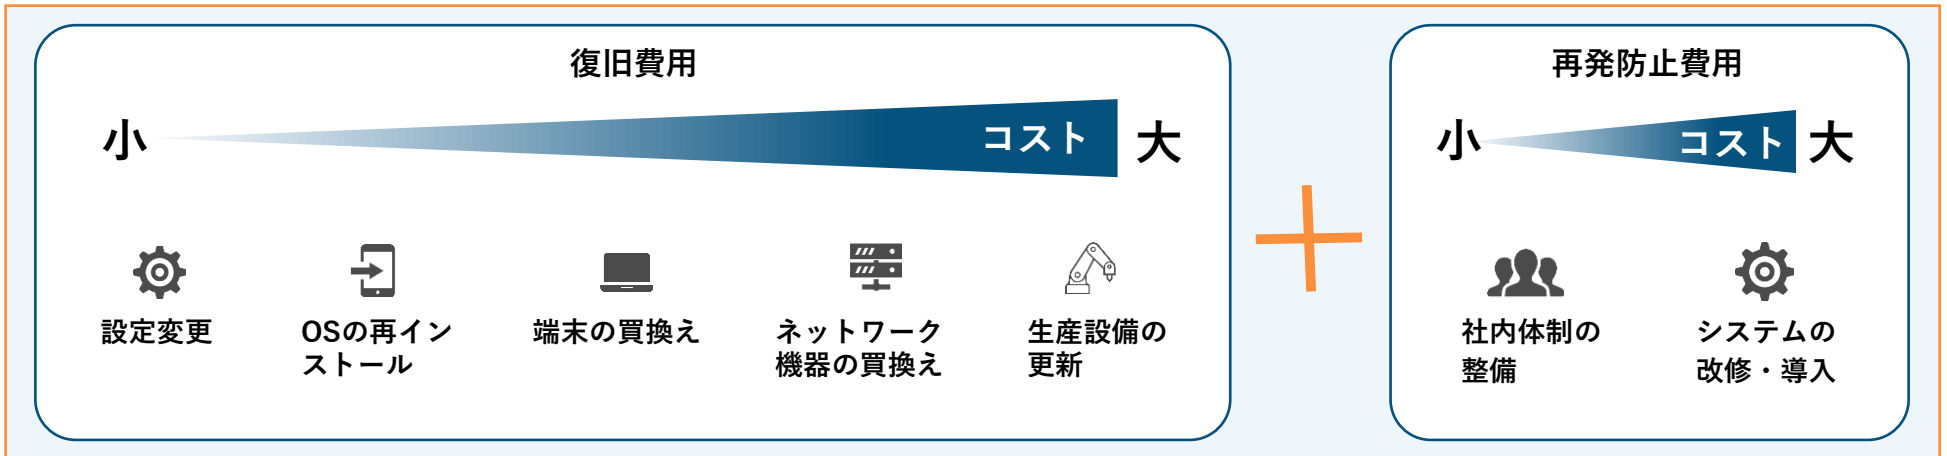 復旧費用
小
コスト
大
設定変更
OSの再イン
ストール
端末の買換え
ネットワーク
機器の買換え
生産設備の
更新
再発防止費用
小
コスト
大
社内体制の
整備
システムの
改修・導入